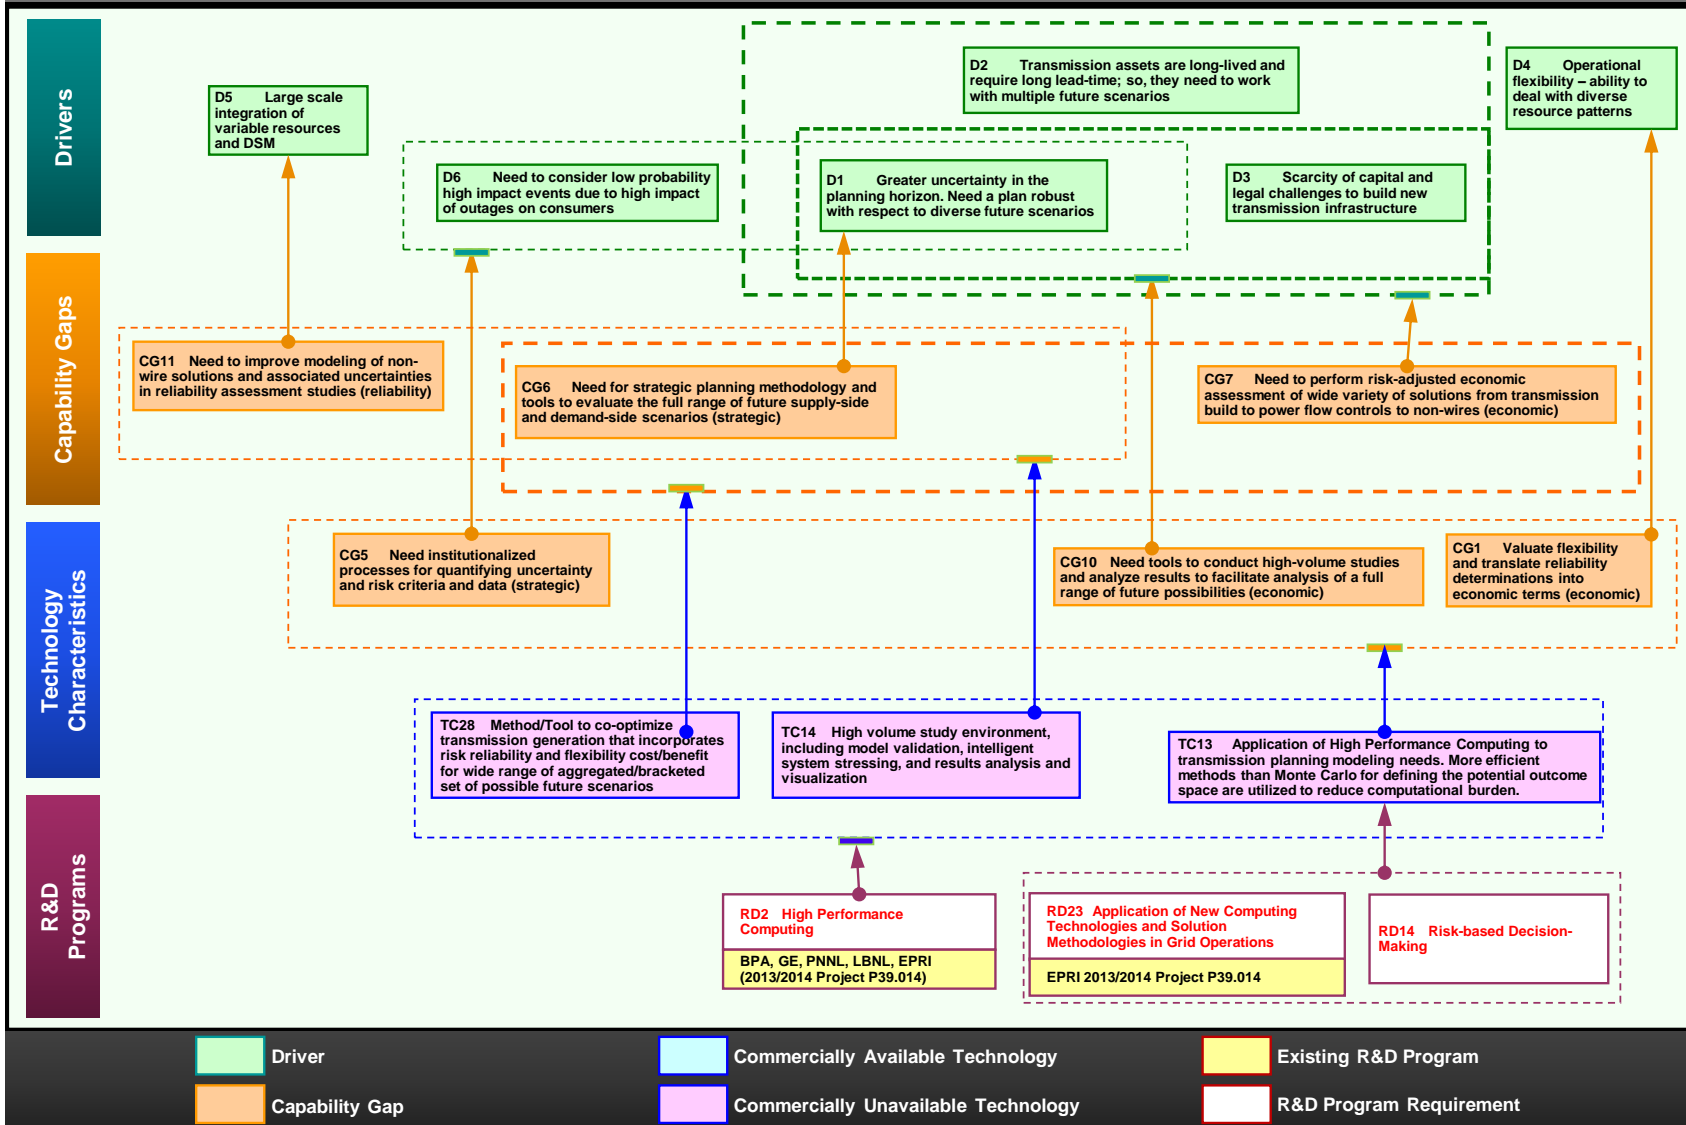 Drivers
D2 Transmission assets are long-lived and
require long lead-time; so, they need to work
with multiple future scenarios
D4 Operational
flexibility – ability to
deal with diverse
resource patterns
D5 Large scale
integration of
variable resources
and DSM
D6 Need to consider low probability
high impact events due to high impact
of outages on consumers
D1 Greater uncertainty in the
planning horizon. Need a plan robust
with respect to diverse future scenarios
D3 Scarcity of capital and
legal challenges to build new
transmission infrastructure
Capability Gaps
CG11 Need to improve modeling of non-
wire solutions and associated uncertainties
in reliability assessment studies (reliability)
CG6 Need for strategic planning methodology and
tools to evaluate the full range of future supply-side
and demand-side scenarios (strategic)
CG7 Need to perform risk-adjusted economic
assessment of wide variety of solutions from transmission
build to power flow controls to non-wires (economic)
Technology
Characteristics
CG5 Need institutionalized
processes for quantifying uncertainty
and risk criteria and data (strategic)
CG10 Need tools to conduct high-volume studies
and analyze results to facilitate analysis of a full
range of future possibilities (economic)
CG1 Valuate flexibility
and translate reliability
determinations into
economic terms (economic)
TC28 Method/Tool to co-optimize
transmission generation that incorporates
risk reliability and flexibility cost/benefit
for wide range of aggregated/bracketed
set of possible future scenarios
TC14 High volume study environment,
including model validation, intelligent
system stressing, and results analysis and
visualization
TC13 Application of High Performance Computing to
transmission planning modeling needs. More efficient
methods than Monte Carlo for defining the potential outcome
space are utilized to reduce computational burden.
R&D
Programs
RD2 High Performance
Computing
BPA, GE, PNNL, LBNL, EPRI
(2013/2014 Project P39.014)
RD23 Application of New Computing
Technologies and Solution
Methodologies in Grid Operations
EPRI 2013/2014 Project P39.014
RD14 Risk-based Decision-
Making
Driver
Commercially Available Technology
Existing R&D Program
Capability Gap
Commercially Unavailable Technology
R&D Program Requirement